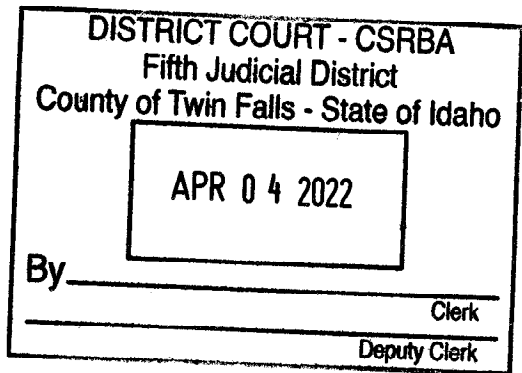 DISTRICT COURT - CSRBA
Fifth Judicial District
County of Twin Falls - State of Idaho
APR 04 2022
By
Clerk
Deputy Clerk